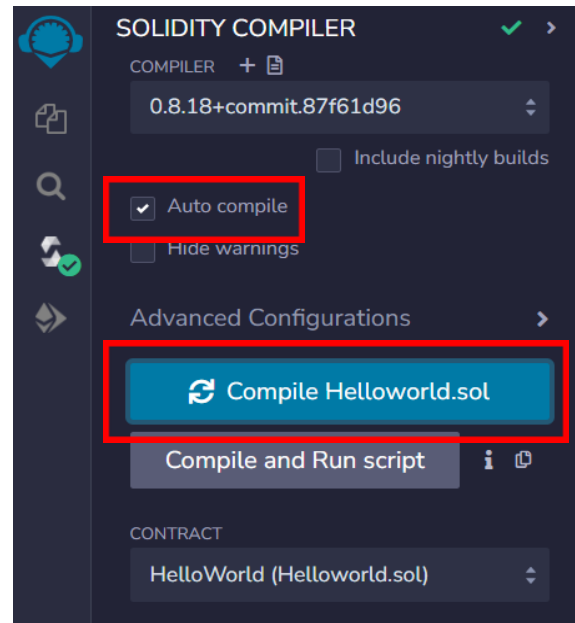 SOLIDITY COMPILER
COMPILER
0.8.18+commit.87f61d96
Include nightly builds
Auto compile
Hide warnings
Advanced Configurations
Compile Helloworld.sol
Compile and Run script
CONTRACT
HelloWorld (Helloworld.sol)